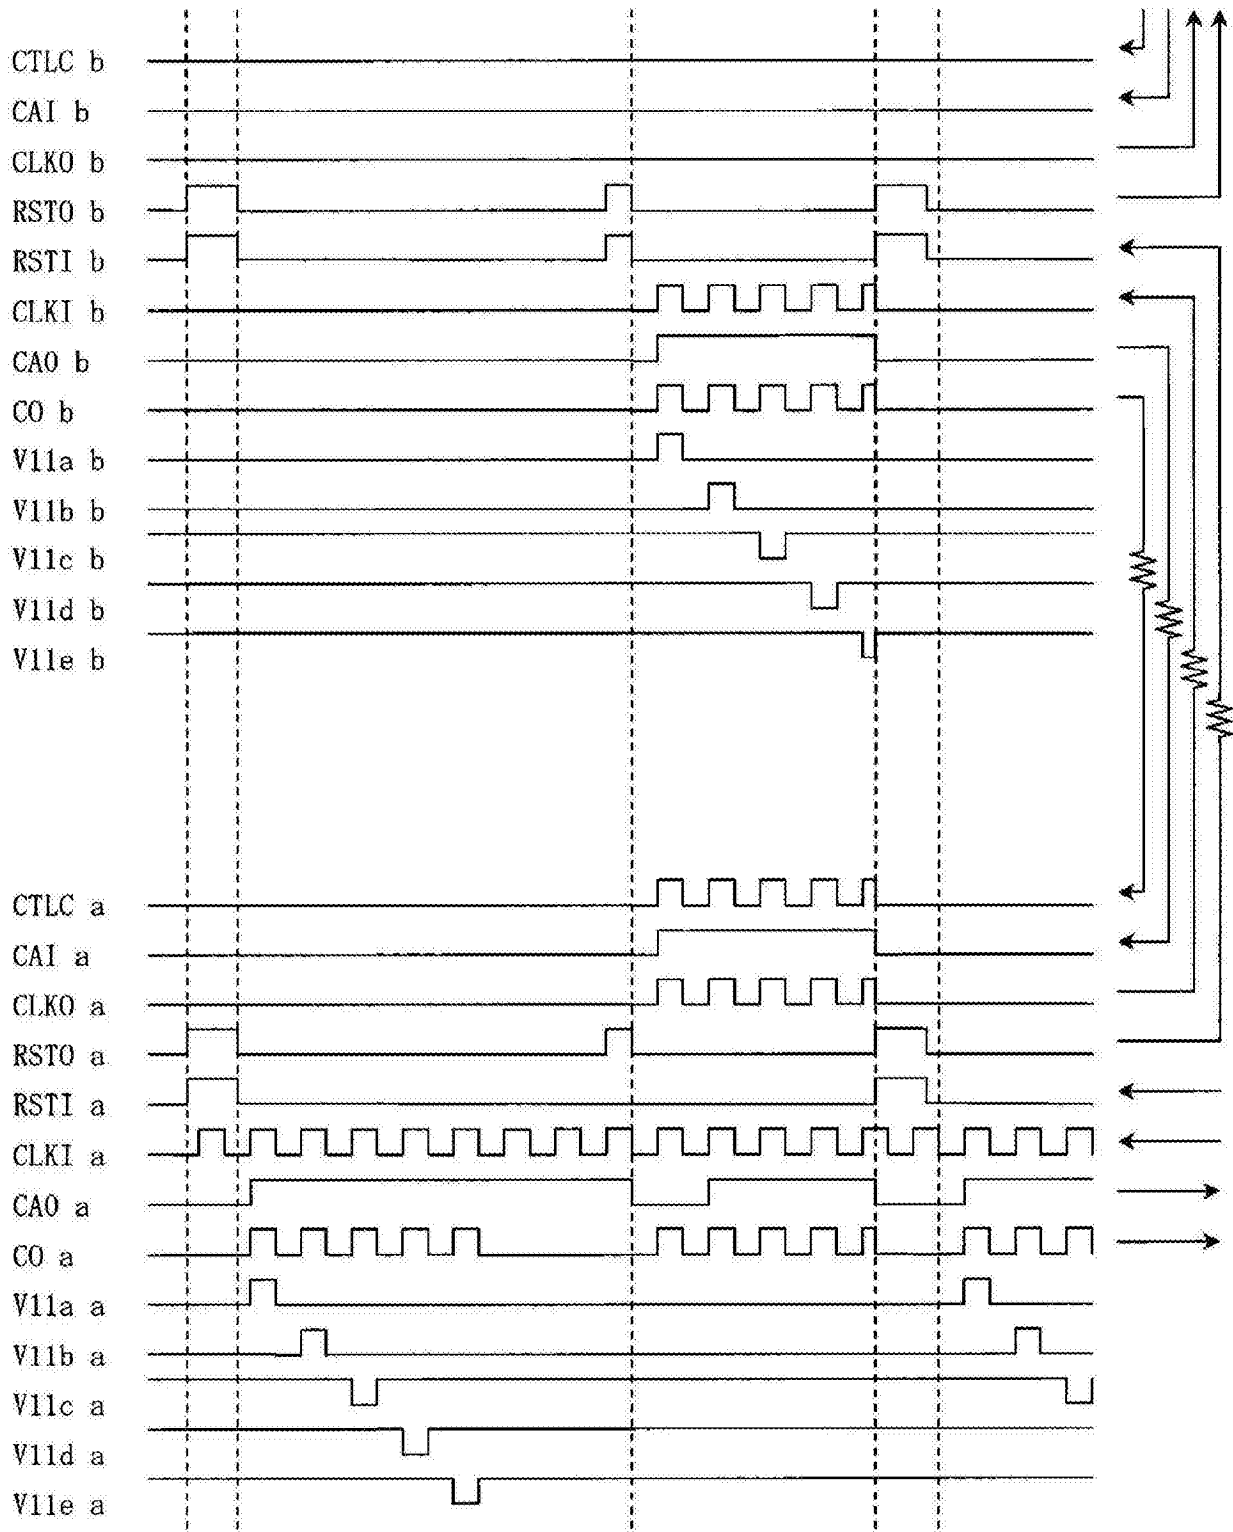 CTLC b
CAI b
CLKO b
RSTO b
RSTI b
CLKI b
CAO b
CO b
V11a b
V11b b
V11c b
V11d b
V11e b
CTLC a
CAI a
CLKO a
RSTO a
RSTI a
CLKI a
CAO a
CO a
V11a a
V11b a
V11c a
V11d a
V11e a